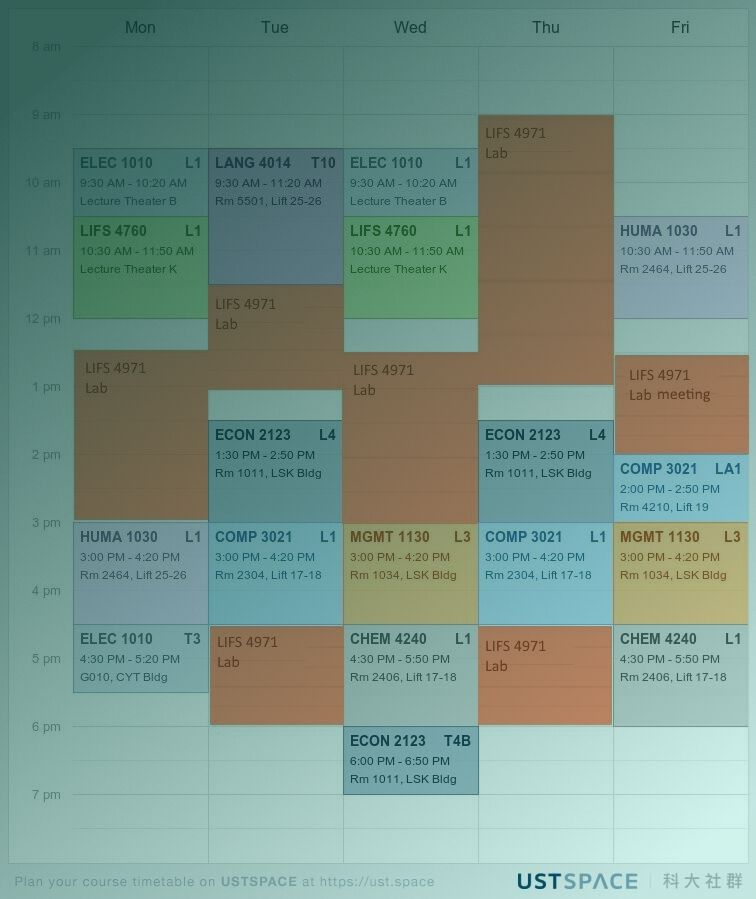 Mon Tue Wed Thu Fri
8 am
9 am
10 am
11 am
12 pm
1 pm
2 pm
3 pm
4 pm
5 pm
6 pm
7 pm
ELEC 1010 L1
9:30 AM - 10:20 AM
Lecture Theater B
LIFS 4760 L1
10:30 AM - 11:50 AM
Lecture Theater K
LIFS 4971
Lab
HUMA 1030 L1
3:00 PM - 4:20 PM
Rm 2464, Lift 25-26
ELEC 1010 T3
4:30 PM - 5:20 PM
G010, CYT Bldg
LANG 4014 T10
9:30 AM - 11:20 AM
Rm 5501, Lift 25-26
LIFS 4971
Lab
ECON 2123 L4
1:30 PM - 2:50 PM
Rm 1011, LSK Bldg
COMP 3021 L1
3:00 PM - 4:20 PM
Rm 2304, Lift 17-18
LIFS 4971
Lab
ELEC 1010 L1
9:30 AM - 10:20 AM
Lecture Theater B
LIFS 4760 L1
10:30 AM - 11:50 AM
Lecture Theater K
LIFS 4971
Lab
MGMT 1130 L3
3:00 PM - 4:20 PM
Rm 1034, LSK Bldg
CHEM 4240 L1
4:30 PM - 5:50 PM
Rm 2406, Lift 17-18
ECON 2123 T4B
6:00 PM - 6:50 PM
Rm 1011, LSK Bldg
LIFS 4971
Lab
ECON 2123 L4
1:30 PM - 2:50 PM
Rm 1011, LSK Bldg
COMP 3021 L1
3:00 PM - 4:20 PM
Rm 2304, Lift 17-18
LIFS 4971
Lab
HUMA 1030 L1
10:30 AM - 11:50 AM
Rm 2464, Lift 25-26
LIFS 4971
Lab meeting
COMP 3021 LA1
2:00 PM - 2:50 PM
Rm 4210, Lift 19
MGMT 1130 L3
3:00 PM - 4:20 PM
Rm 1034, LSK Bldg
CHEM 4240 L1
4:30 PM - 5:50 PM
Rm 2406, Lift 17-18
Plan your course timetable on USTSPACE at https://ust.space
USTSPACE | 科大社群